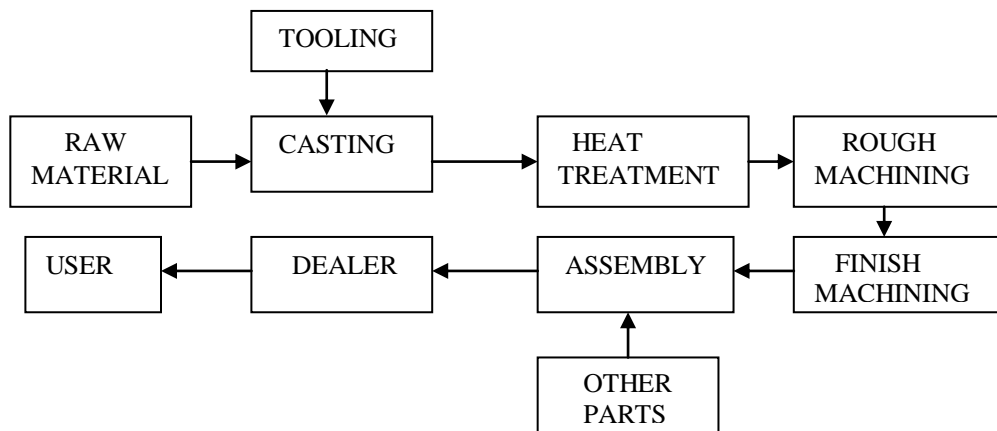 TOOLING
RAW
MATERIAL
CASTING
HEAT
TREATMENT
ROUGH
MACHINING
USER
DEALER
ASSEMBLY
FINISH
MACHINING
OTHER
PARTS